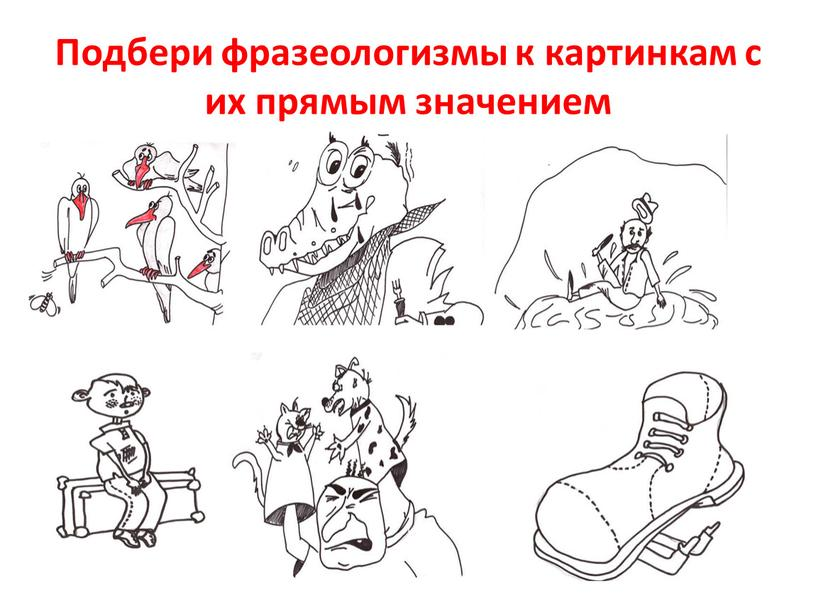 Подбери фразеологизмы к картинкам с
их прямым значением